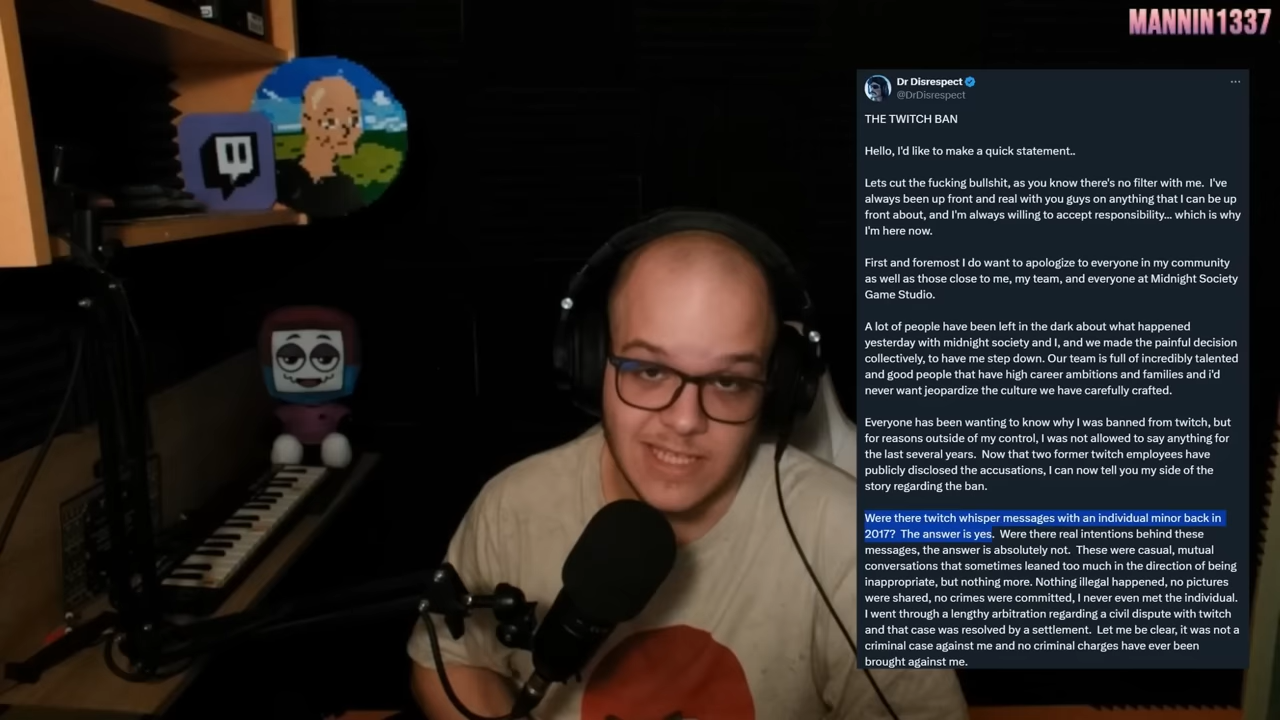 MANNIN1337
Dr Disrespect
@DrDisrespect
THE TWITCH BAN
Hello, I'd like to make a quick statement..
Lets cut the fucking bullshit, as you know there's no filter with me.  I've
always been up front and real with you guys on anything that I can be up
front about, and I'm always willing to accept responsibility... which is why
I'm here now.
First and foremost I do want to apologize to everyone in my community
as well as those close to me, my team, and everyone at Midnight Society
Game Studio.
A lot of people have been left in the dark about what happened
yesterday with midnight society and I, and we made the painful decision
collectively, to have me step down. Our team is full of incredibly talented
and good people that have high career ambitions and families and i'd
never want jeopardize the culture we have carefully crafted.
Everyone has been wanting to know why I was banned from twitch, but
for reasons outside of my control, I was not allowed to say anything for
the last several years.  Now that two former twitch employees have
publicly disclosed the accusations, I can now tell you my side of the
story regarding the ban.
Were there twitch whisper messages with an individual minor back in
2017?  The answer is yes.  Were there real intentions behind these
messages, the answer is absolutely not.  These were casual, mutual
conversations that sometimes leaned too much in the direction of being
inappropriate, but nothing more. Nothing illegal happened, no pictures
were shared, no crimes were committed, I never even met the individual.
I went through a lengthy arbitration regarding a civil dispute with twitch
and that case was resolved by a settlement.  Let me be clear, it was not a
criminal case against me and no criminal charges have ever been
brought against me.